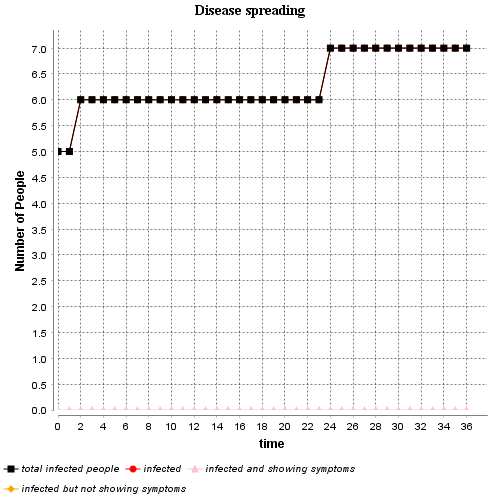 Disease spreading
Number of People
7.0
6.5
6.0
5.5
5.0
4.5
4.0
3.5
3.0
2.5
2.0
1.5
1.0
0.5
0.0
0 2 4 6 8 10 12 14 16 18 20 22 24 26 28 30 32 34 36
time
total infected people infected infected and showing symptoms
infected but not showing symptoms